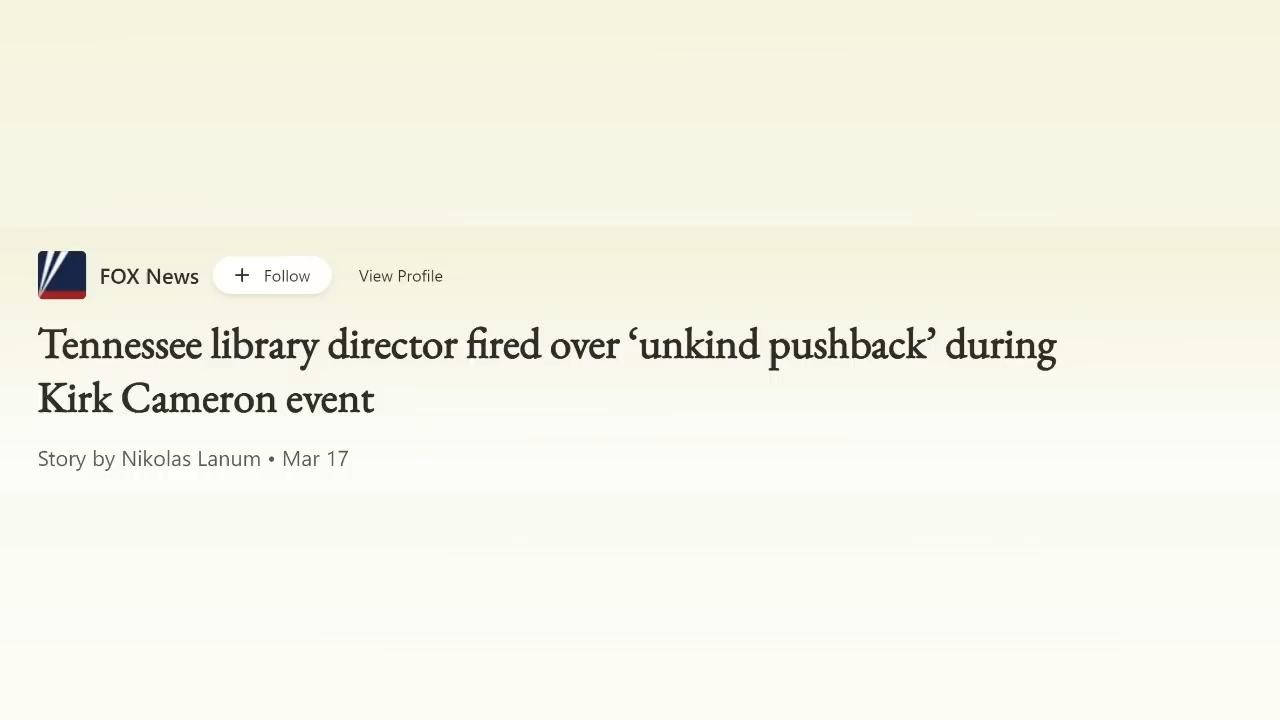 FOX News + Follow View Profile
Tennessee library director fired over ‘unkind pushback’ during
Kirk Cameron event
Story by Nikolas Lanum • Mar 17